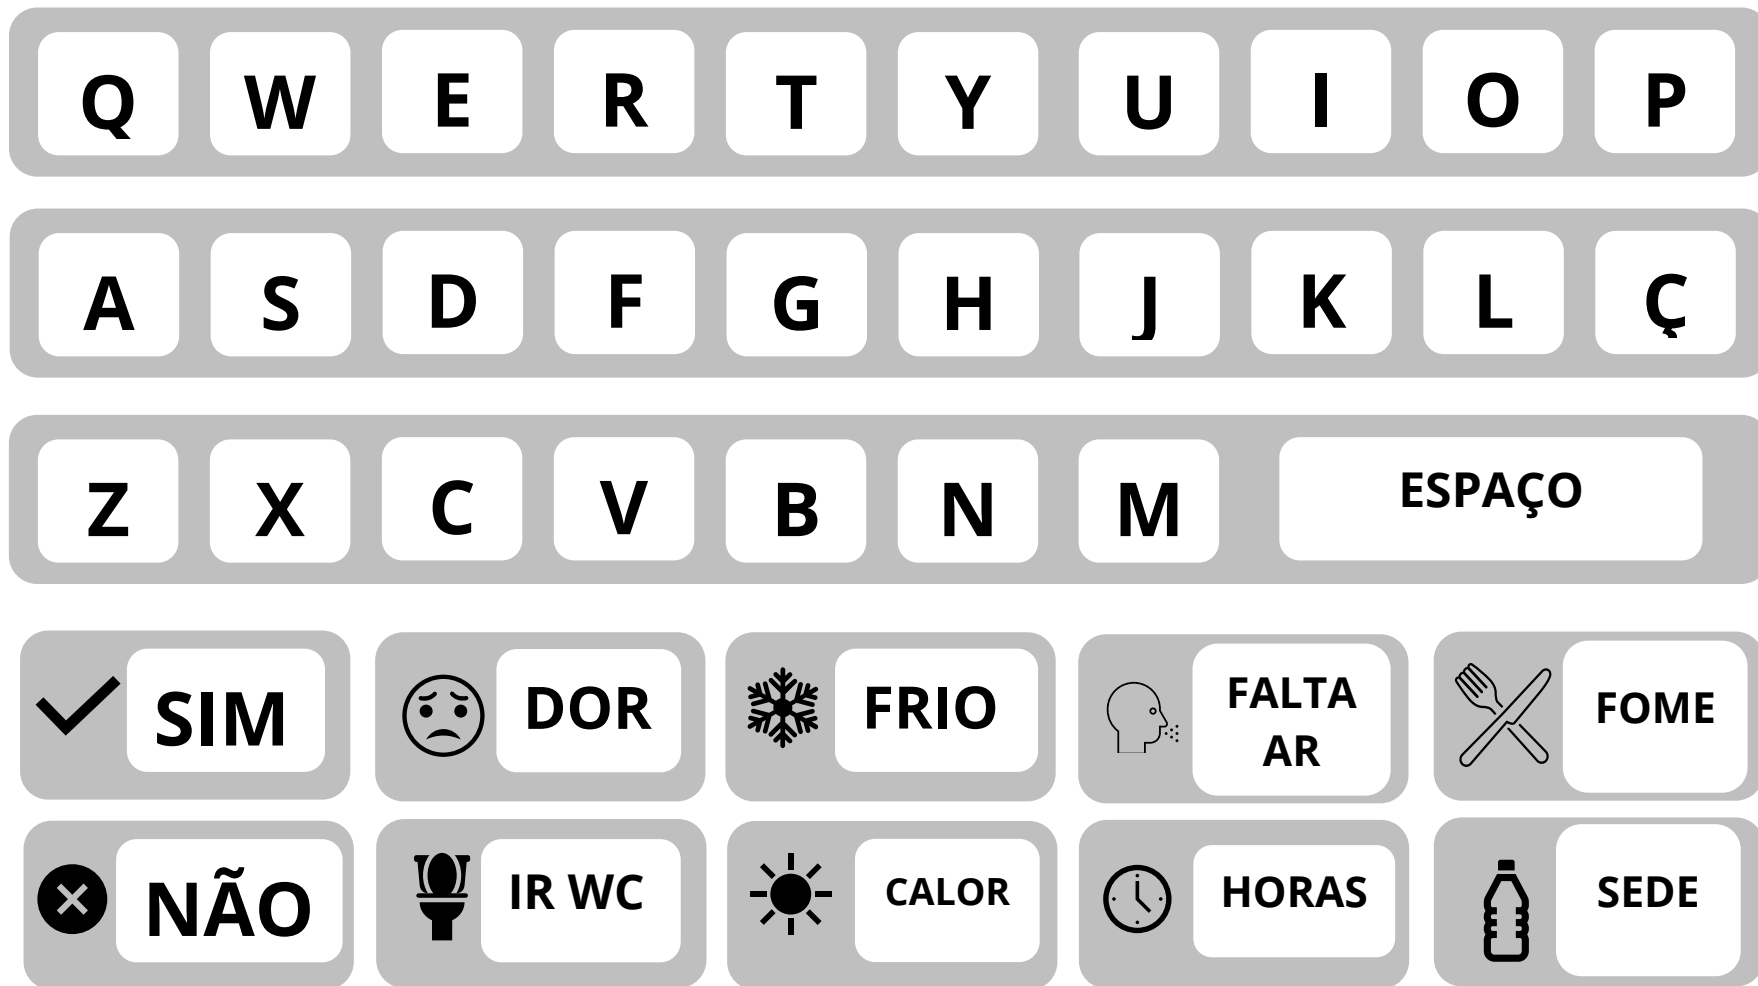 Q W E R T Y U I O P
A S D F G H J K L Ç
Z X C V B N M ESPAÇO
SIM DOR FRIO FALTA AR FOME
NÃO IR WC CALOR HORAS SEDE